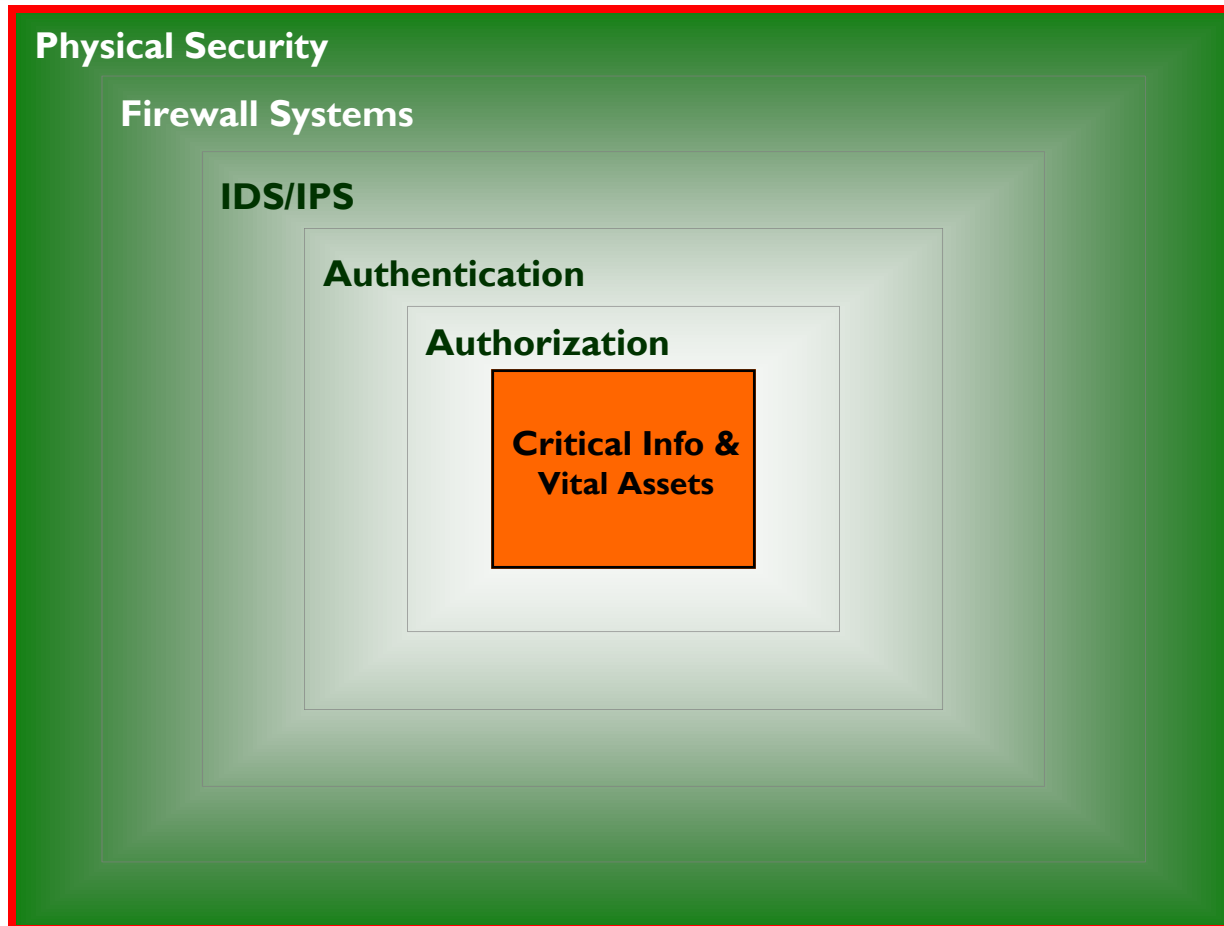 Physical Security
Firewall Systems
IDS/IPS
Authentication
Authorization
Critical Info &
Vital Assets